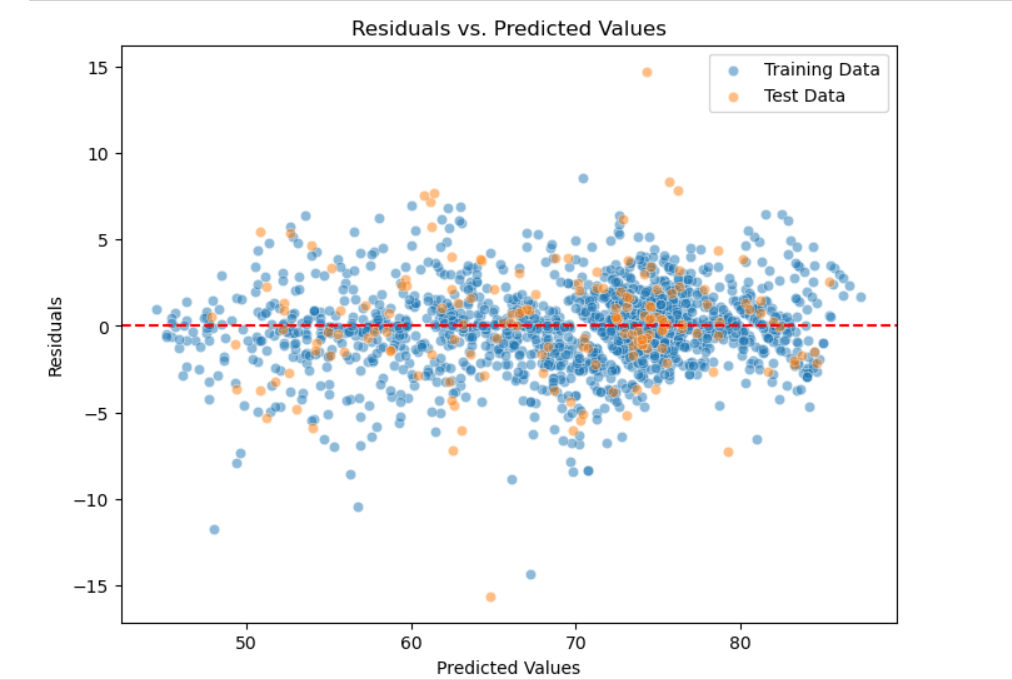 Residuals vs. Predicted Values
Training Data
Test Data
15
10
5
0
−5
−10
−15
Residuals
50 60 70 80
Predicted Values